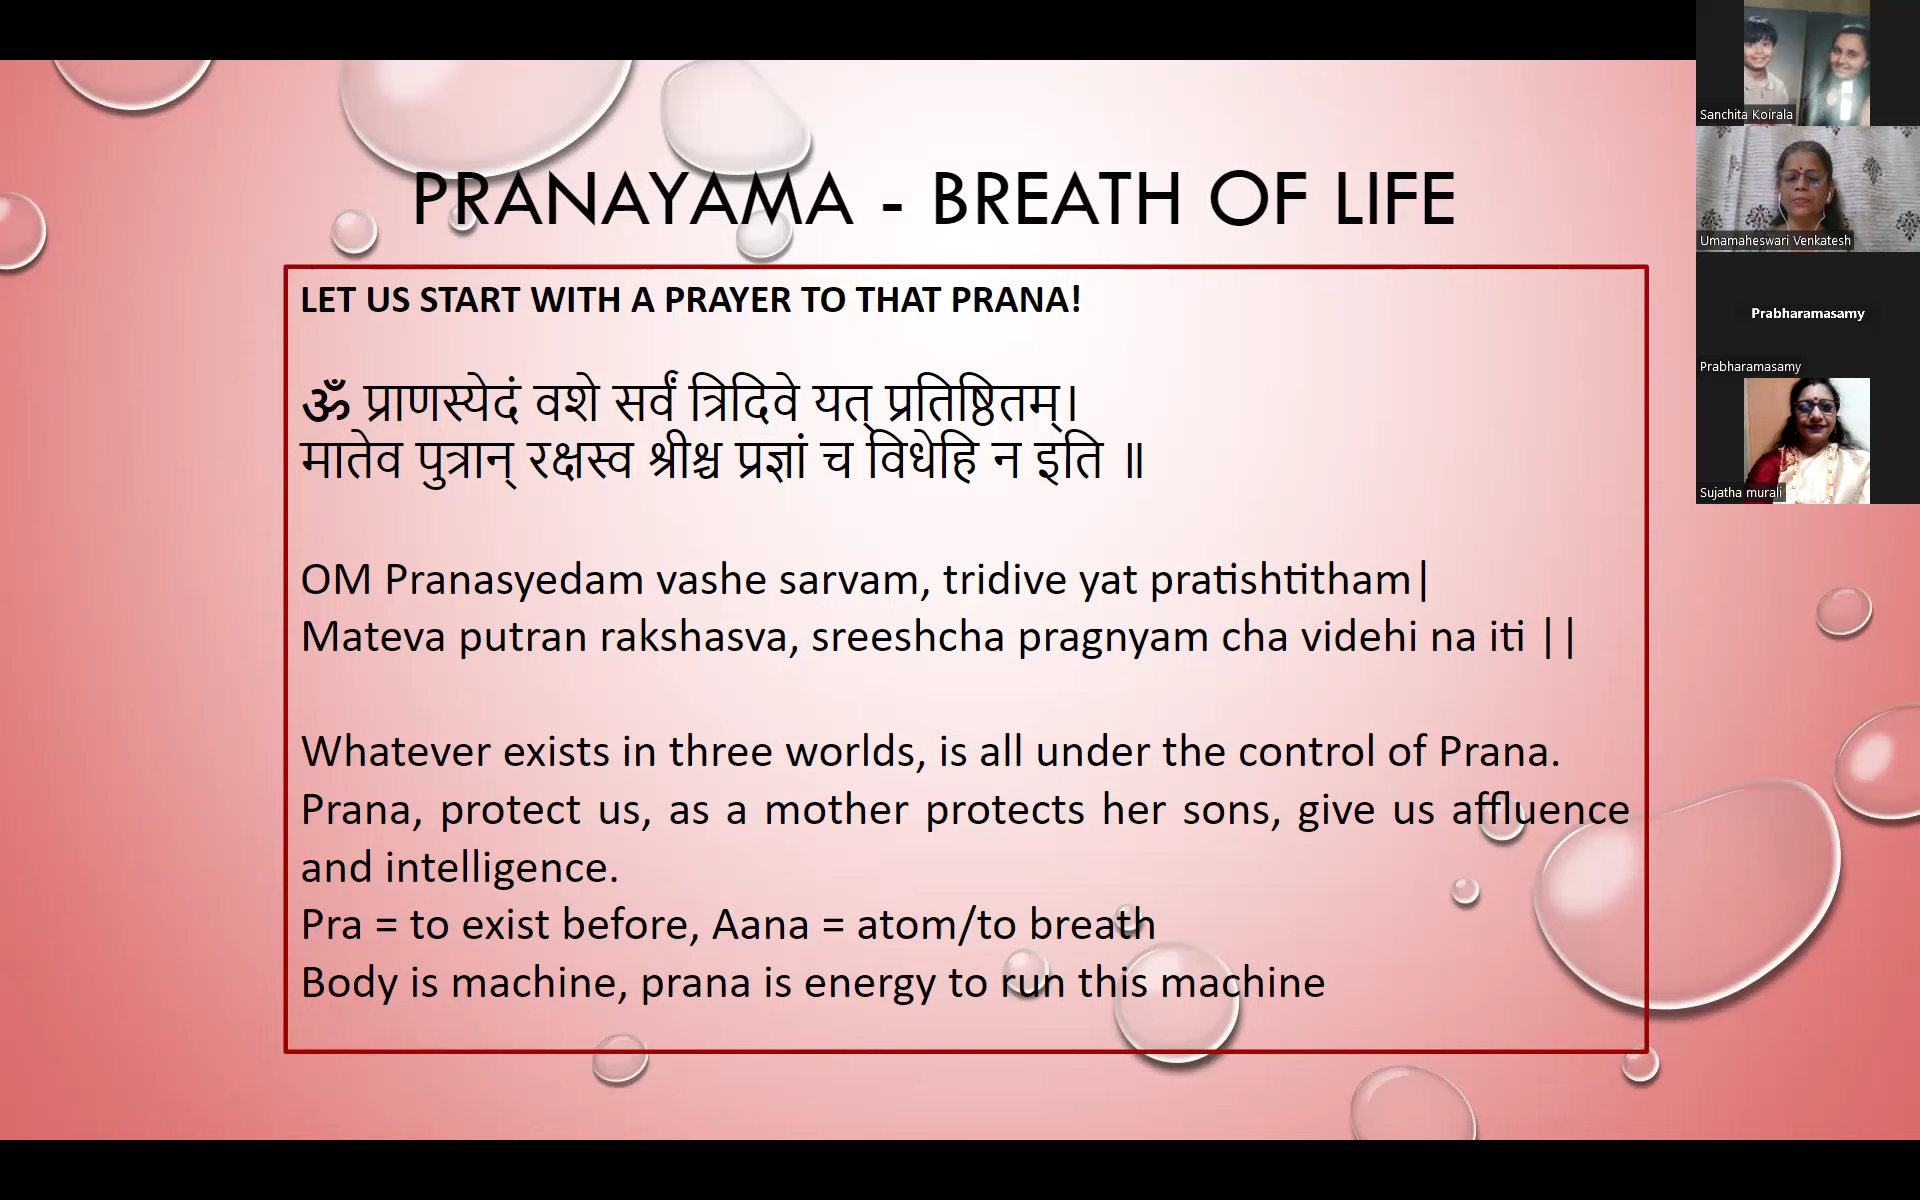 PRANAYAMA - BREATH OF LIFE
LET US START WITH A PRAYER TO THAT PRANA!
ॐ प्राणस्येदं वशे सर्वं त्रिदिवे यत् प्रतिष्ठितम्।
मातेव पुत्रान् रक्षस्व श्रीश्च प्रज्ञां च विधेहि न इति ॥
OM Pranasyedam vashe sarvam, tridive yat pratishtitham|
Mateva putran rakshasva, sreeshcha pragnyam cha videhi na iti ||
Whatever exists in three worlds, is all under the control of Prana.
Prana, protect us, as a mother protects her sons, give us affluence
and intelligence.
Pra = to exist before, Aana = atom/to breath
Body is machine, prana is energy to run this machine
Sanchita Koirala
Umamaheswari Venkatesh
Prabharamasamy
Prabharamasamy
Sujatha murali